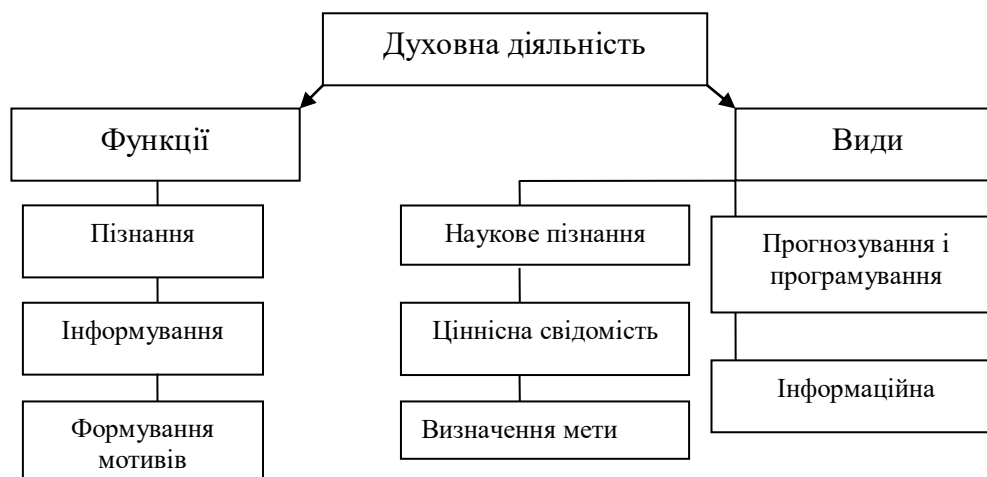 Духовна діяльність
Функції
Види
Пізнання
Інформування
Формування
мотивів
Наукове пізнання
Ціннісна свідомість
Визначення мети
Прогнозування і
програмування
Інформаційна